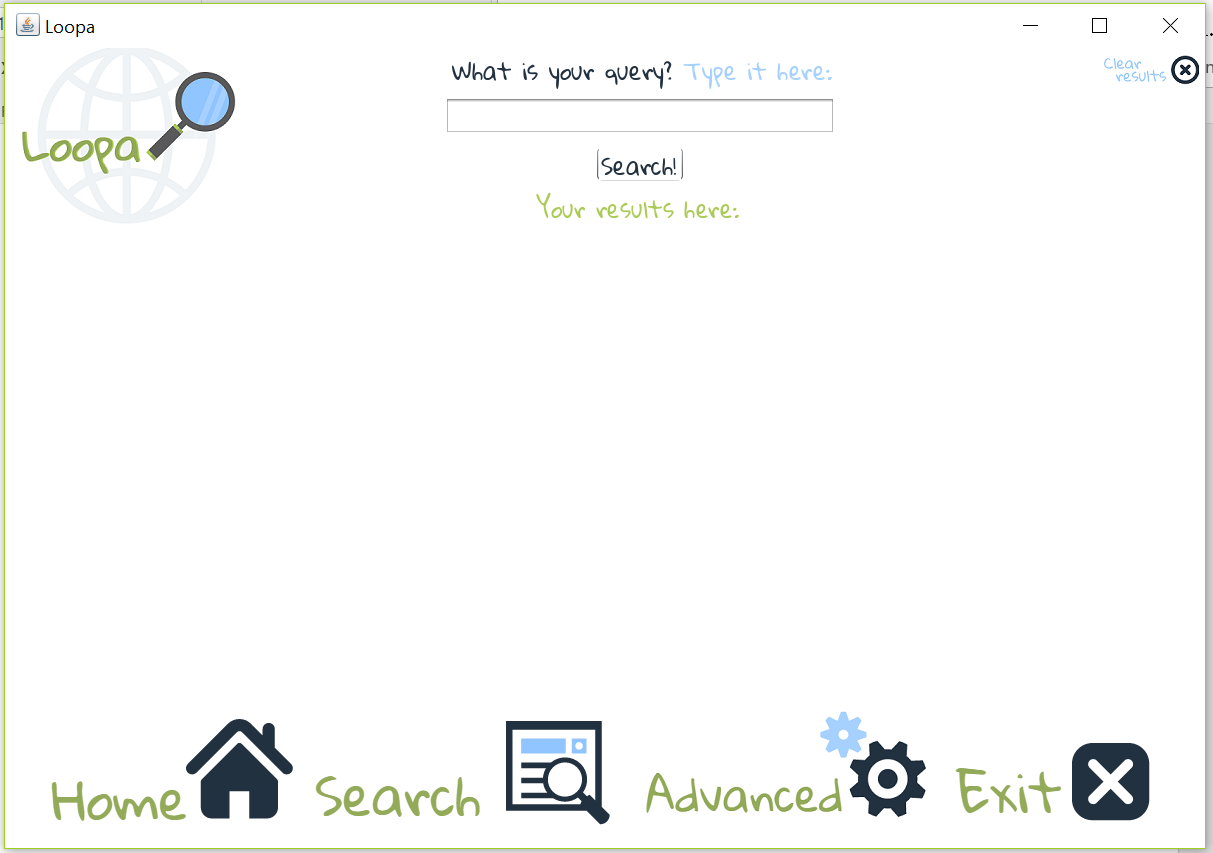 Loopa
What is your query? Type it here:
Clear
results
Loopa
Search!
Your results here:
Home
Search
Advanced
Exit